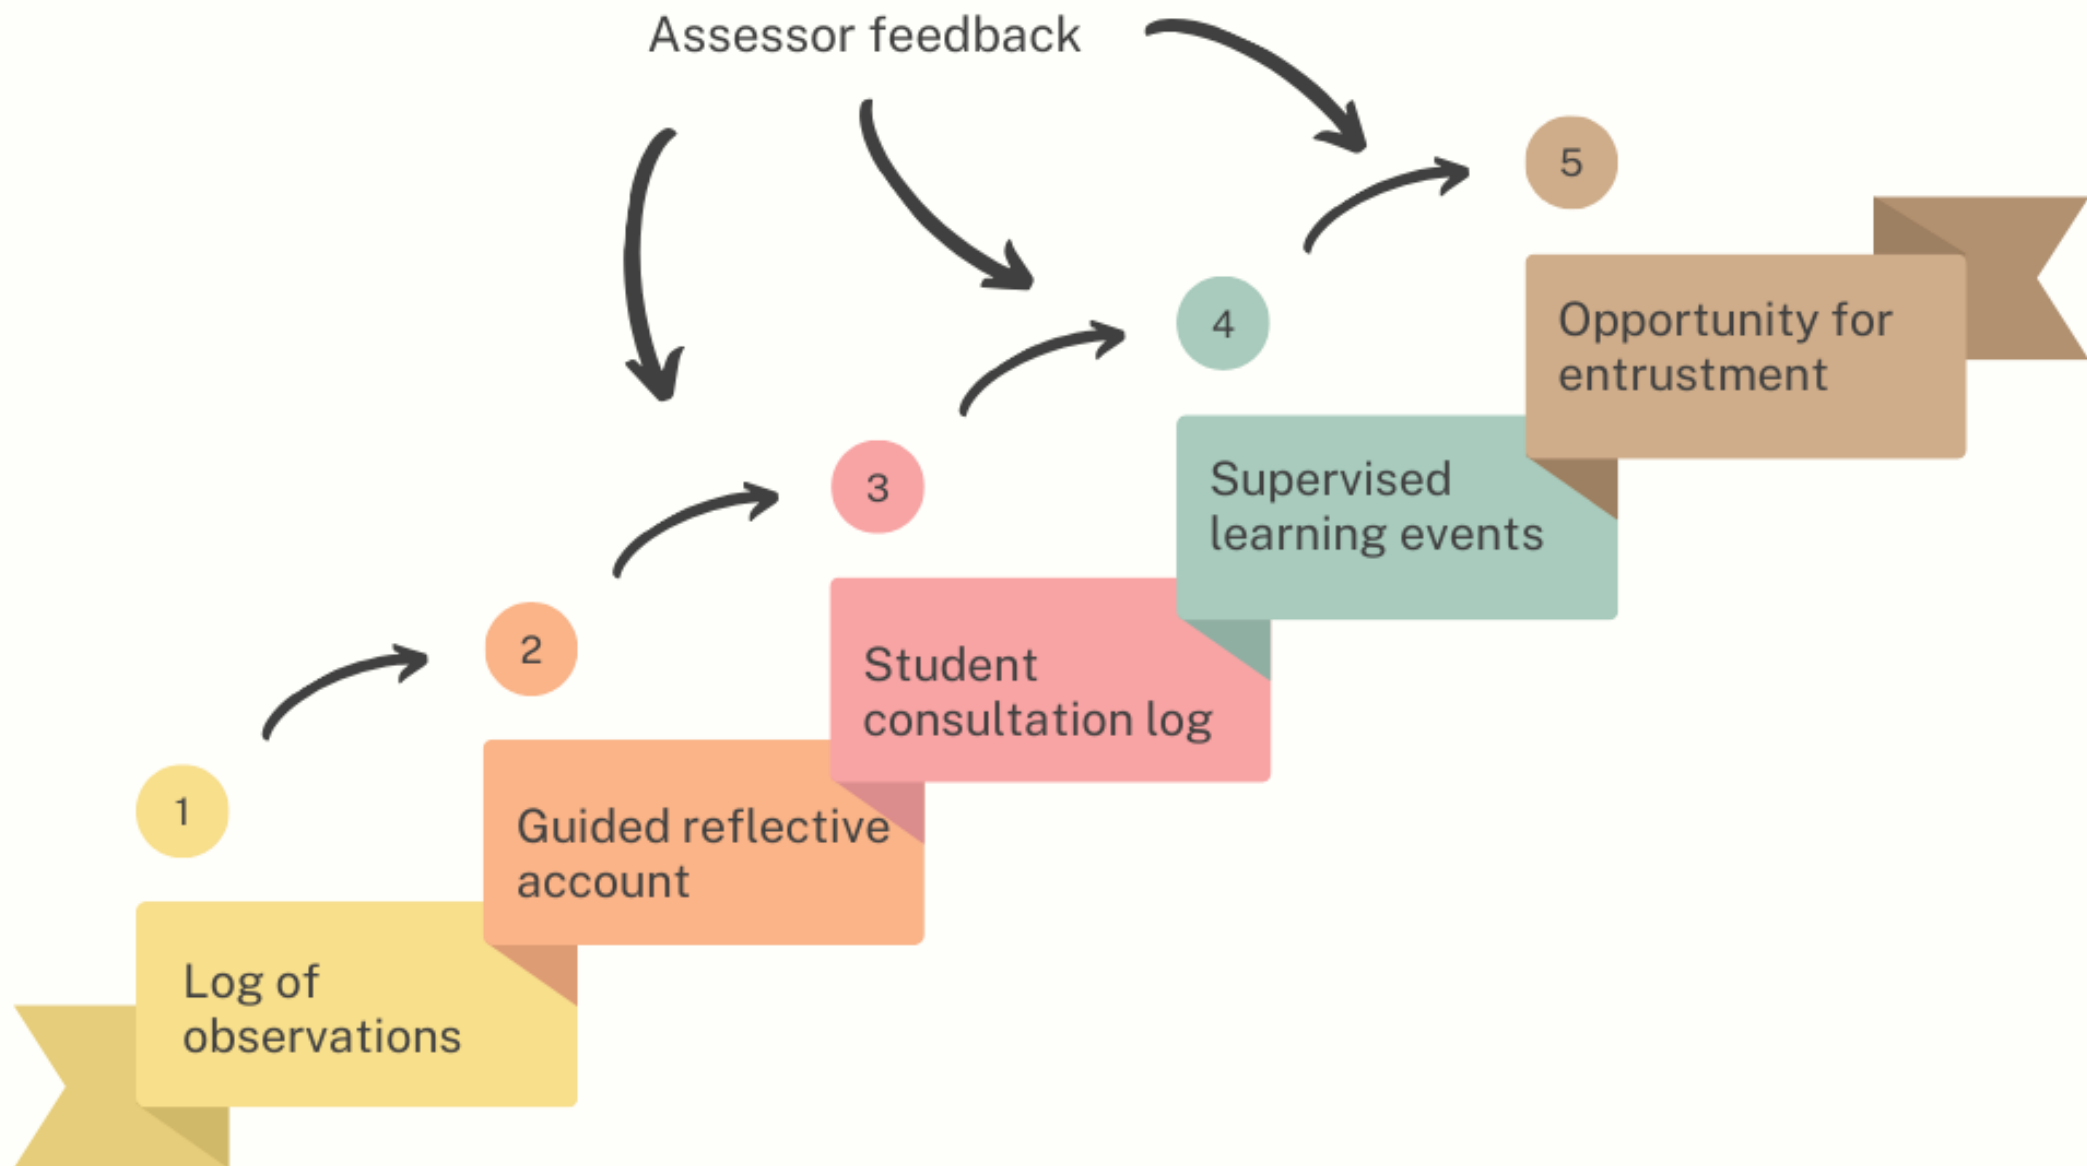 Assessor feedback
5
Opportunity for
entrustment
4
Supervised
learning events
3
Student
consultation log
2
Guided reflective
account
1
Log of
observations